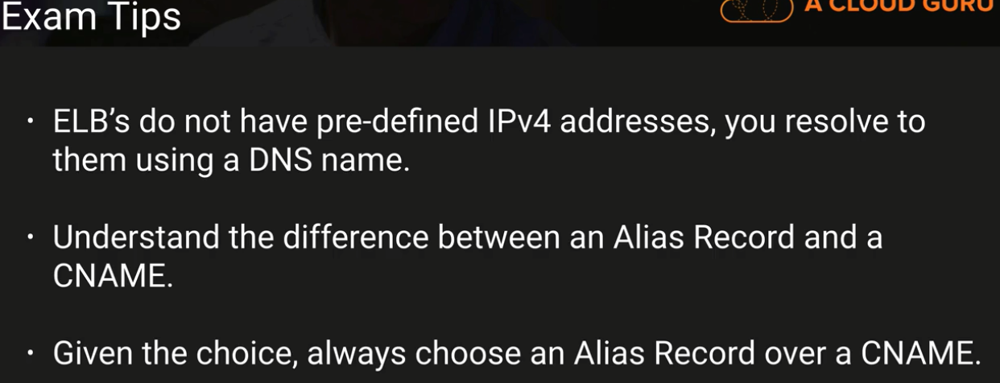 Exam Tips
A CLOUD GURU
· ELB’s do not have pre-defined IPv4 addresses, you resolve to
them using a DNS name.
· Understand the difference between an Alias Record and a
CNAME.
· Given the choice, always choose an Alias Record over a CNAME.